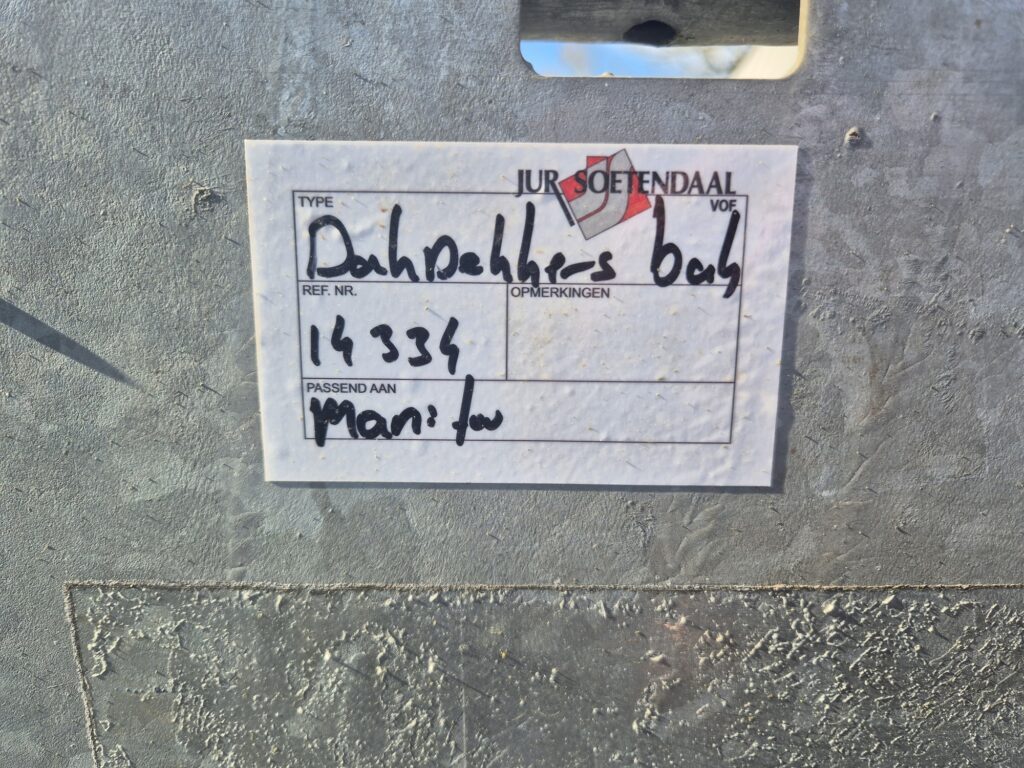 JUR SOETENDAAL
VOF
TYPE
Dakdekkers bak
REF. NR.
OPMERKINGEN
14334
PASSEND AAN
Manitou